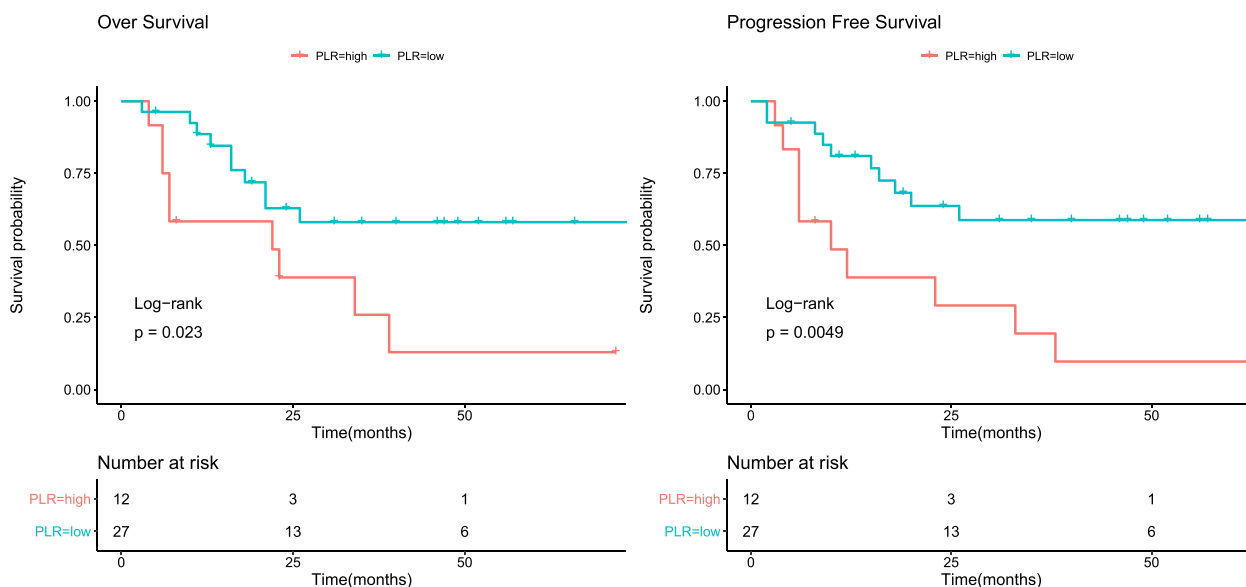 Over Survival
PLR=high PLR=low
1.00
0.75
0.50
0.25
0.00
Survival probability
Log−rank
p = 0.023
0 25 50
Time(months)
Number at risk
PLR=high 12 3 1
PLR=low 27 13 6
0 25 50
Time(months)
Progression Free Survival
PLR=high PLR=low
1.00
0.75
0.50
0.25
0.00
Survival probability
Log−rank
p = 0.0049
0 25 50
Time(months)
Number at risk
PLR=high 12 3 1
PLR=low 27 13 6
0 25 50
Time(months)